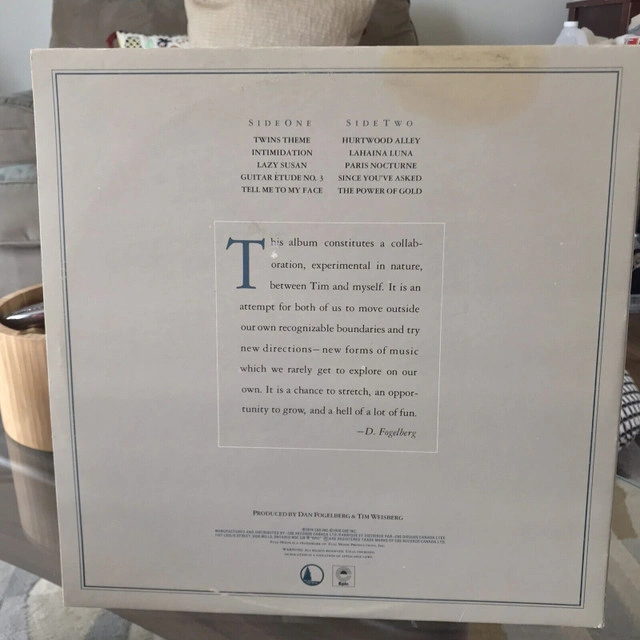 SIDE ONE
TWINS THEME
INTIMIDATION
LAZY SUSAN
GUITAR ÉTUDE NO. 3
TELL ME TO MY FACE
SIDE TWO
HURTWOOD ALLEY
LAHAINA LUNA
PARIS NOCTURNE
SINCE YOU'VE ASKED
THE POWER OF GOLD
This album constitutes a collab-
oration, experimental in nature,
between Tim and myself. It is an
attempt for both of us to move outside
our own recognizable boundaries and try
new directions—new forms of music
which we rarely get to explore on our
own. It is a chance to stretch, an oppor-
tunity to grow, and a hell of a lot of fun.
—D. Fogelberg
PRODUCED BY DAN FOGELBERG & TIM WEISBERG
Epic